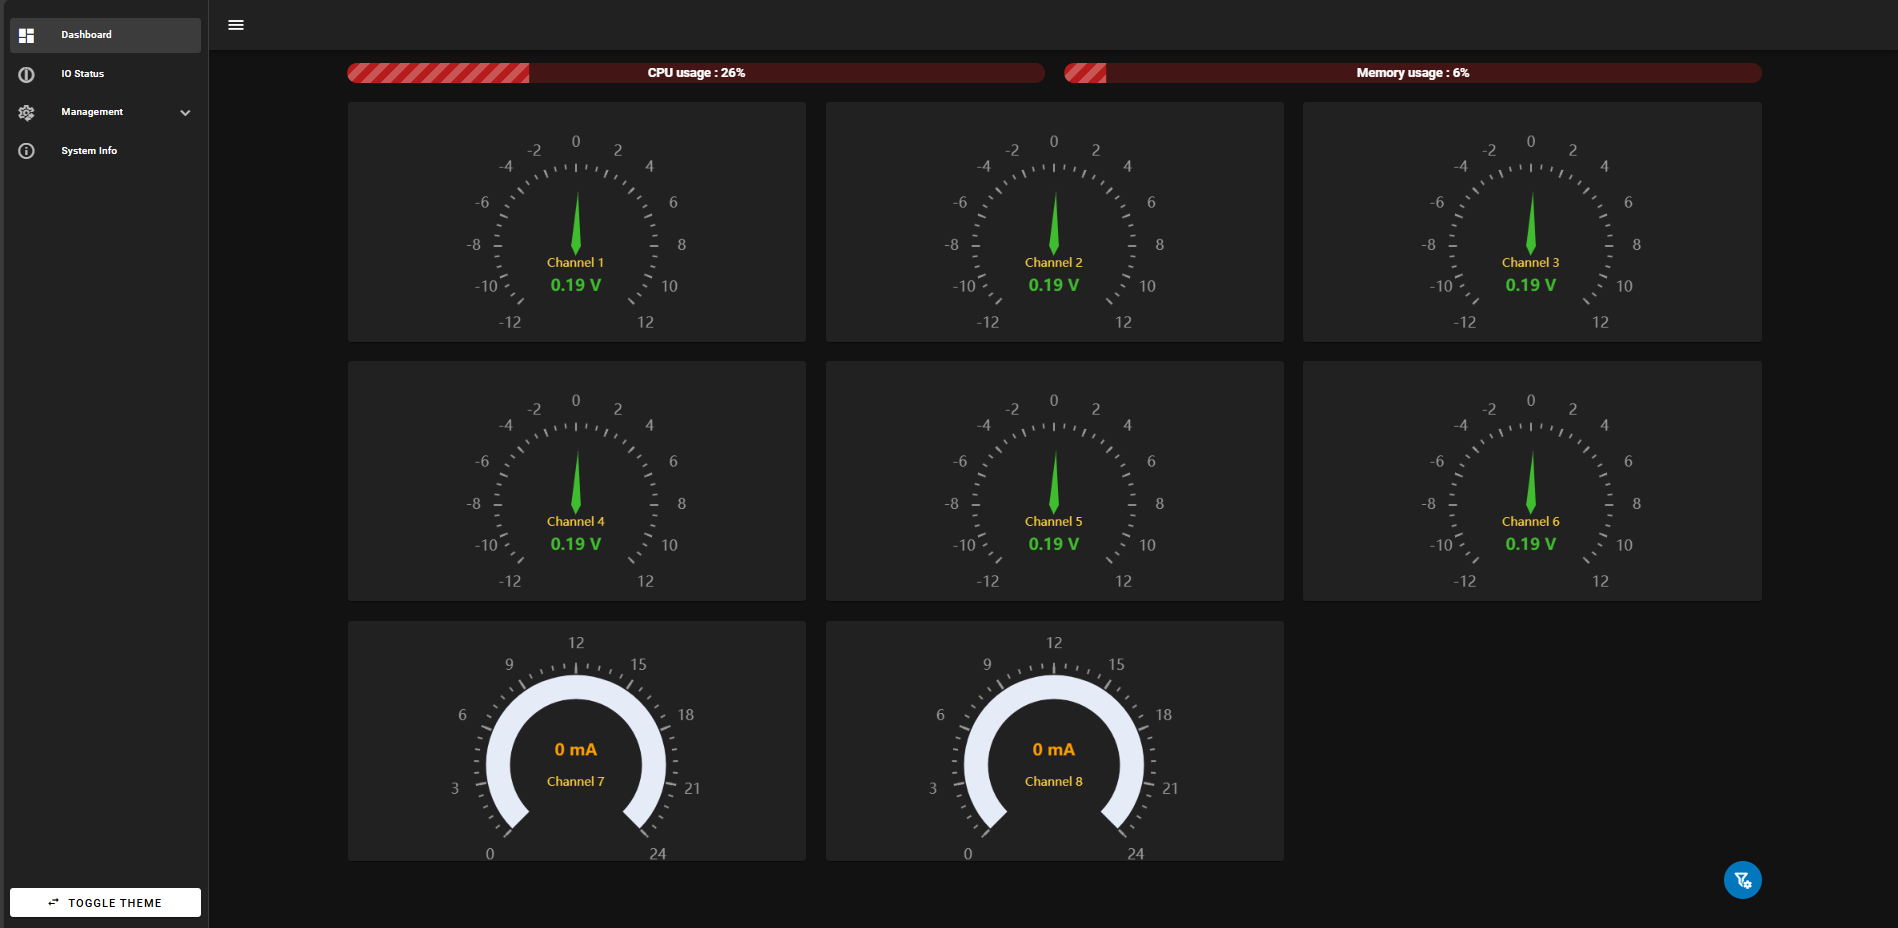 Dashboard
IO Status
Management
System Info
TOGGLE THEME
CPU usage : 26%
Memory usage : 6%
0
-2 2
-4 4
-6 6
-8 8
Channel 1
0.19 V
-10 10
-12 12
0
-2 2
-4 4
-6 6
-8 8
Channel 2
0.19 V
-10 10
-12 12
0
-2 2
-4 4
-6 6
-8 8
Channel 3
0.19 V
-10 10
-12 12
0
-2 2
-4 4
-6 6
-8 8
Channel 4
0.19 V
-10 10
-12 12
0
-2 2
-4 4
-6 6
-8 8
Channel 5
0.19 V
-10 10
-12 12
0
-2 2
-4 4
-6 6
-8 8
Channel 6
0.19 V
-10 10
-12 12
12
9 15
6 18
0 mA
Channel 7
3 21
0 24
12
9 15
6 18
0 mA
Channel 8
3 21
0 24